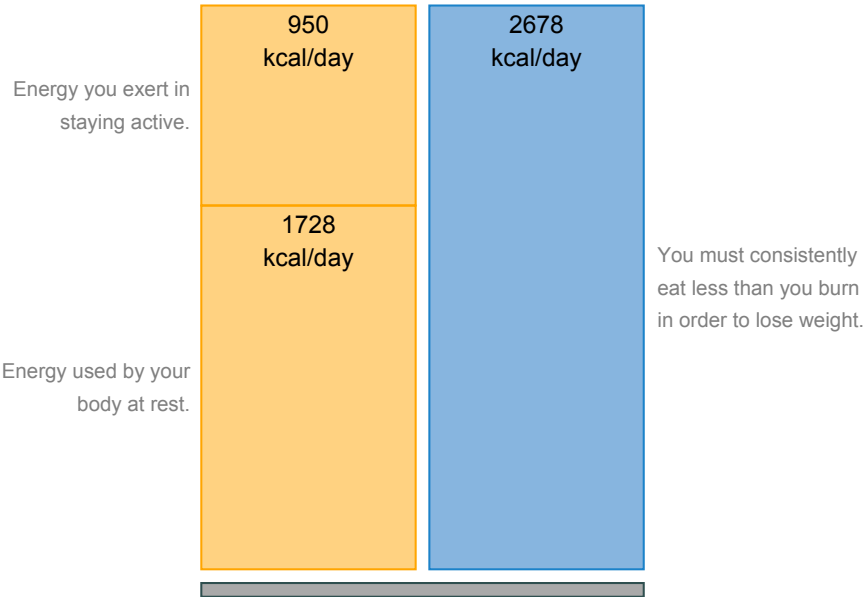 950
kcal/day
2678
kcal/day
Energy you exert in
staying active.
1728
kcal/day
You must consistently
eat less than you burn
in order to lose weight.
Energy used by your
body at rest.